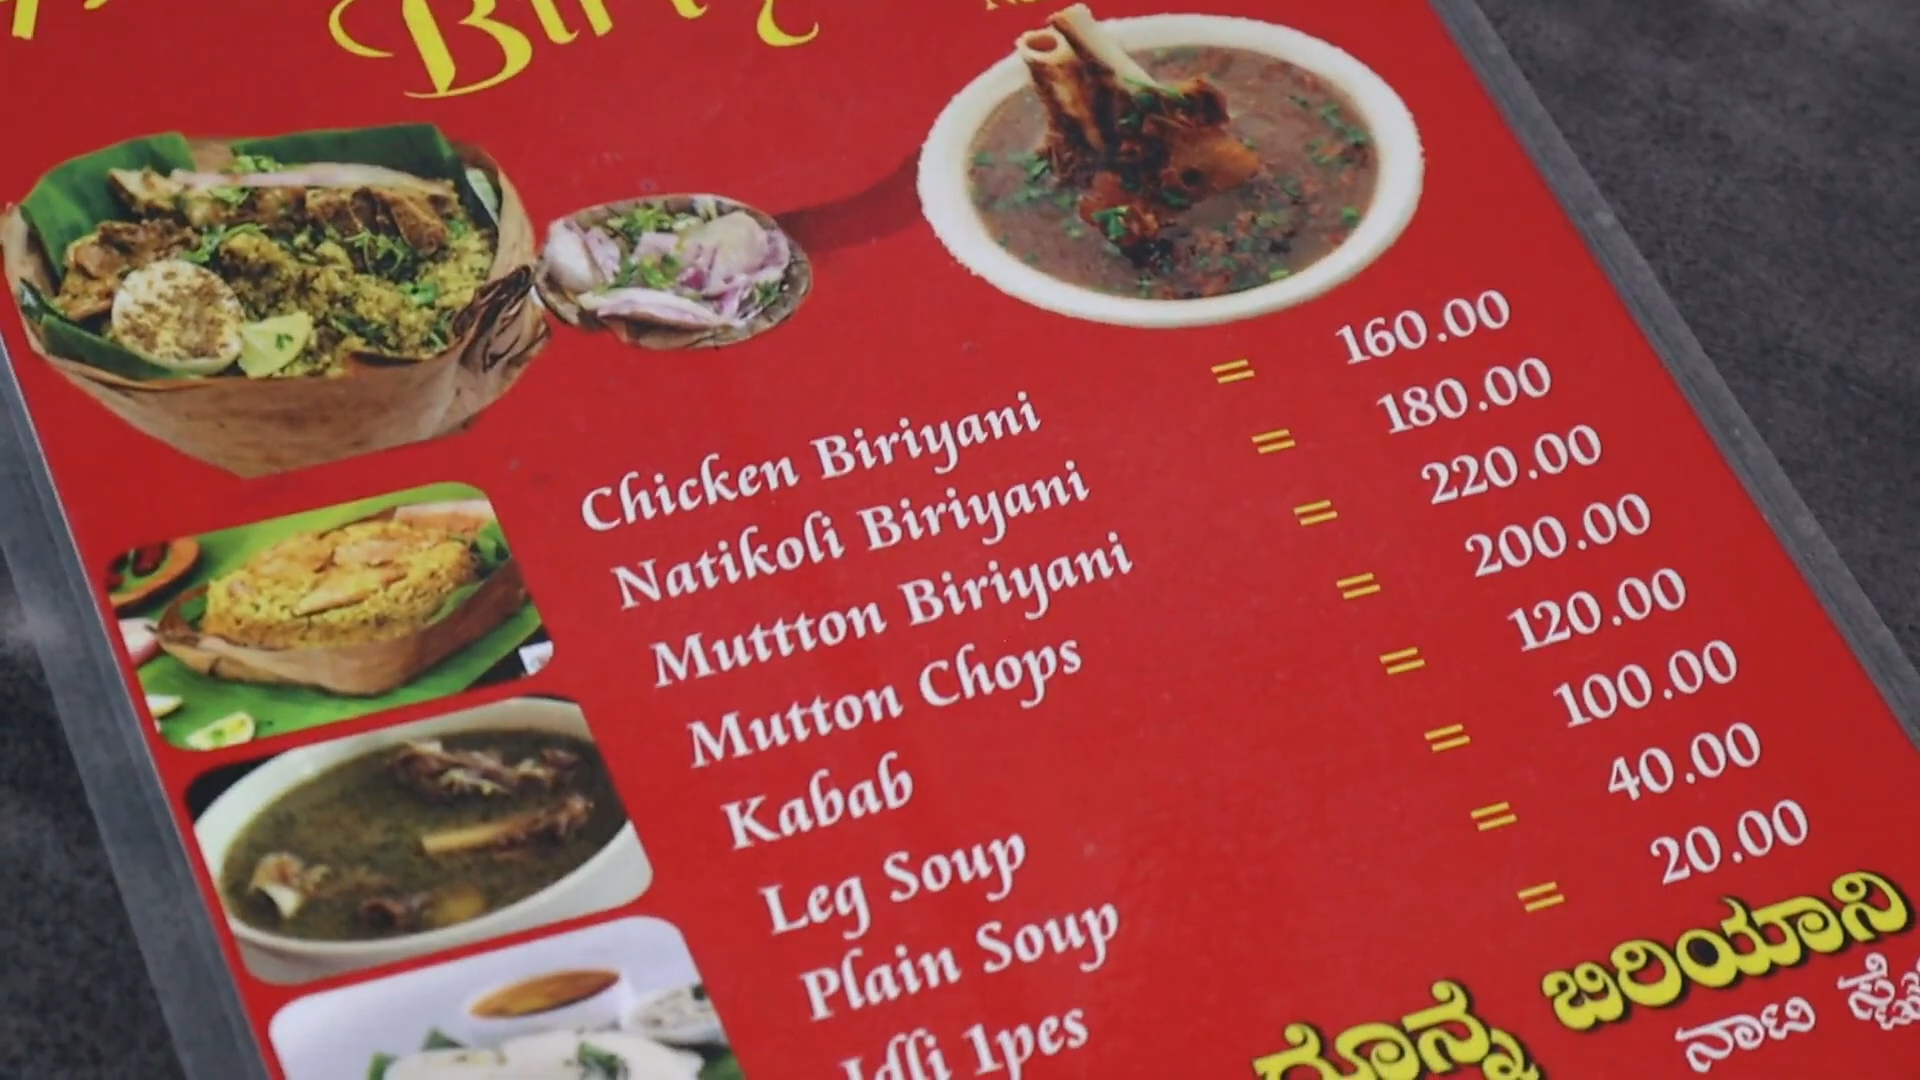 Chicken Biriyani = 160.00
Natikoli Biriyani = 180.00
Muttton Biriyani = 220.00
Mutton Chops = 200.00
Kabab = 120.00
Leg Soup = 100.00
Plain Soup = 40.00
Idli 1pes = 20.00
ದೊನ್ನೆ ಬಿರಿಯಾನಿ
ನಾಟಿ